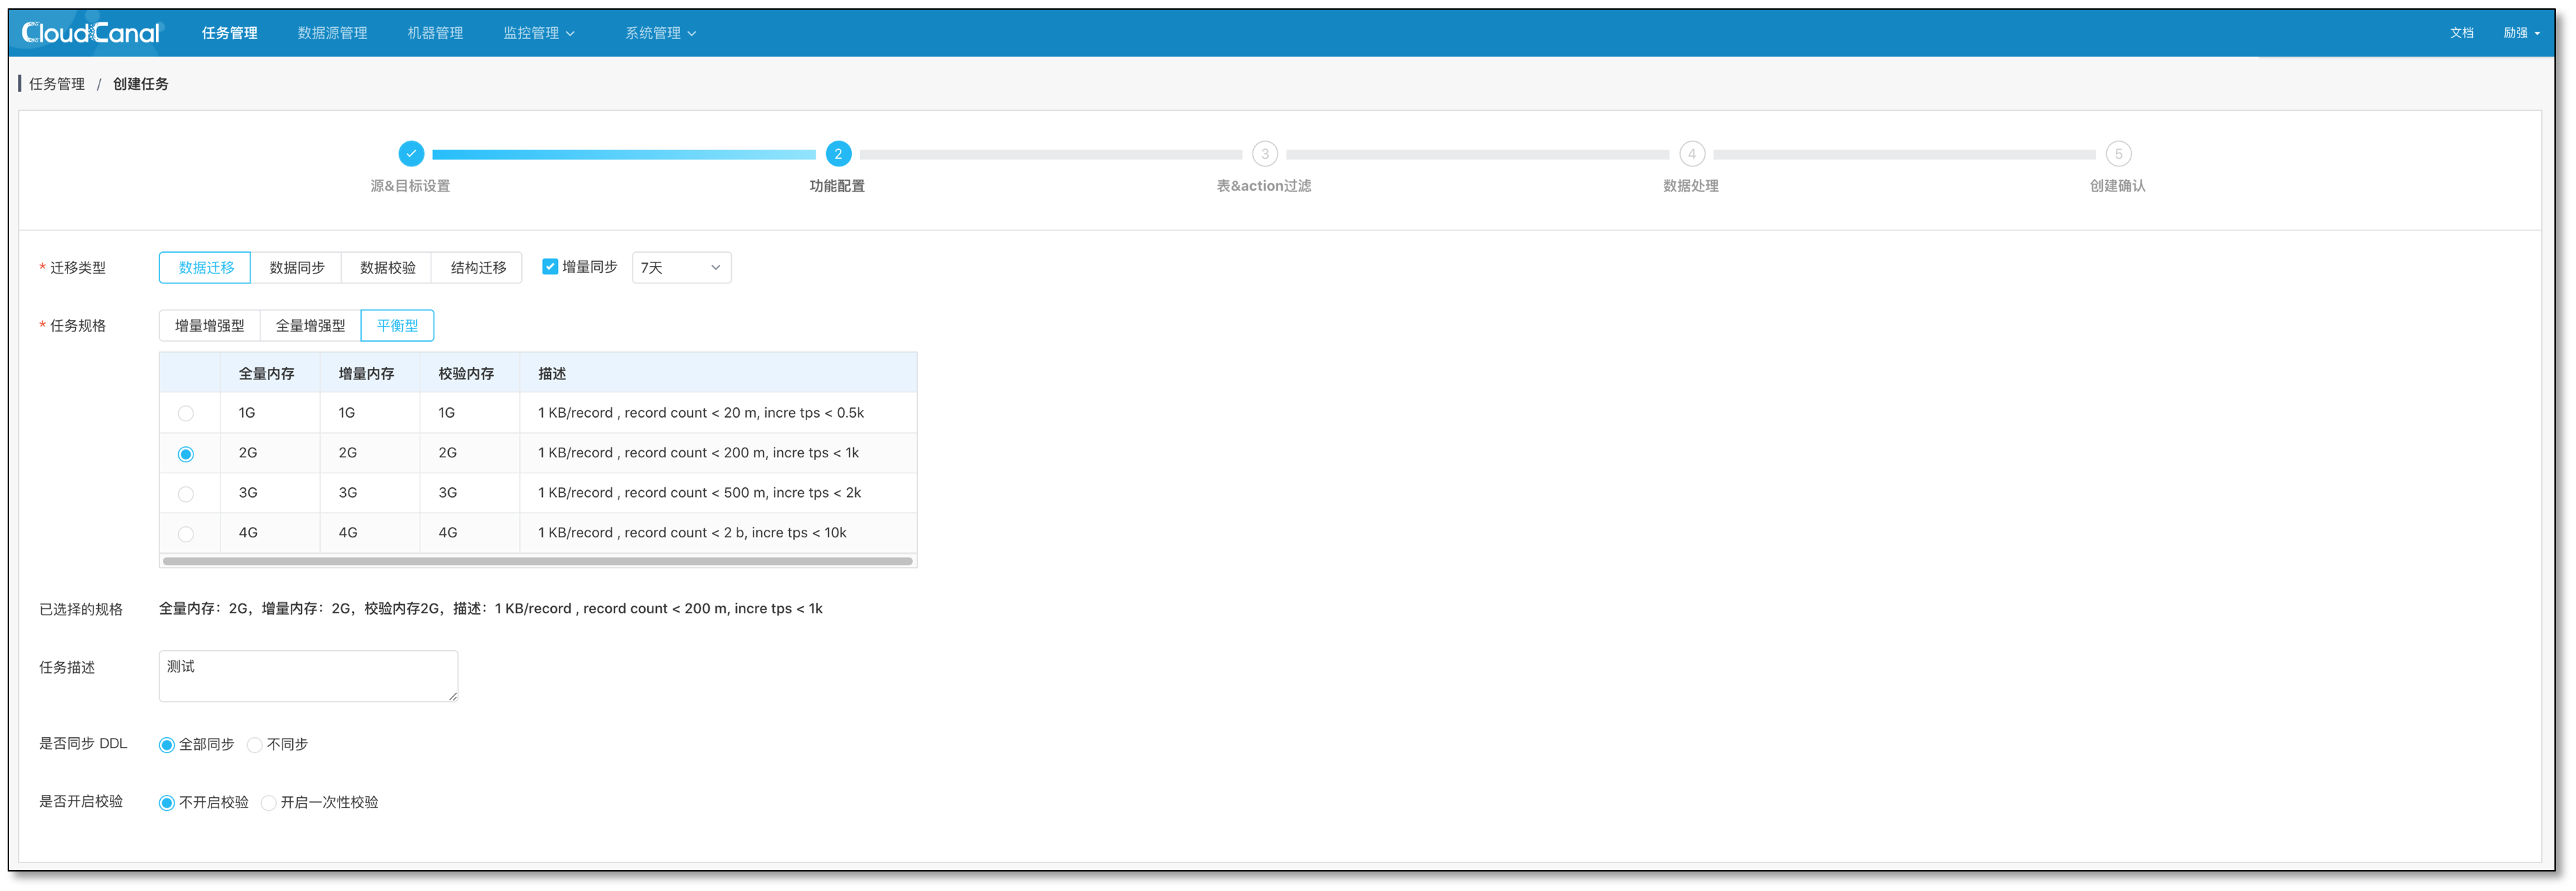 CloudCanal 任务管理 数据源管理 机器管理 监控管理 系统管理 文档 励强
任务管理 / 创建任务
2 3 4 5
源&目标设置 功能配置 表&action过滤 数据处理 创建确认
* 迁移类型 数据迁移 数据同步 数据校验 结构迁移 增量同步 7天
* 任务规格 增量增强型 全量增强型 平衡型
全量内存 增量内存 校验内存 描述
1G 1G 1G 1 KB/record , record count < 20 m, incre tps < 0.5k
2G 2G 2G 1 KB/record , record count < 200 m, incre tps < 1k
3G 3G 3G 1 KB/record , record count < 500 m, incre tps < 2k
4G 4G 4G 1 KB/record , record count < 2 b, incre tps < 10k
已选择的规格 全量内存：2G，增量内存：2G，校验内存2G，描述：1 KB/record , record count < 200 m, incre tps < 1k
任务描述 测试
是否同步 DDL 全部同步 不同步
是否开启校验 不开启校验 开启一次性校验